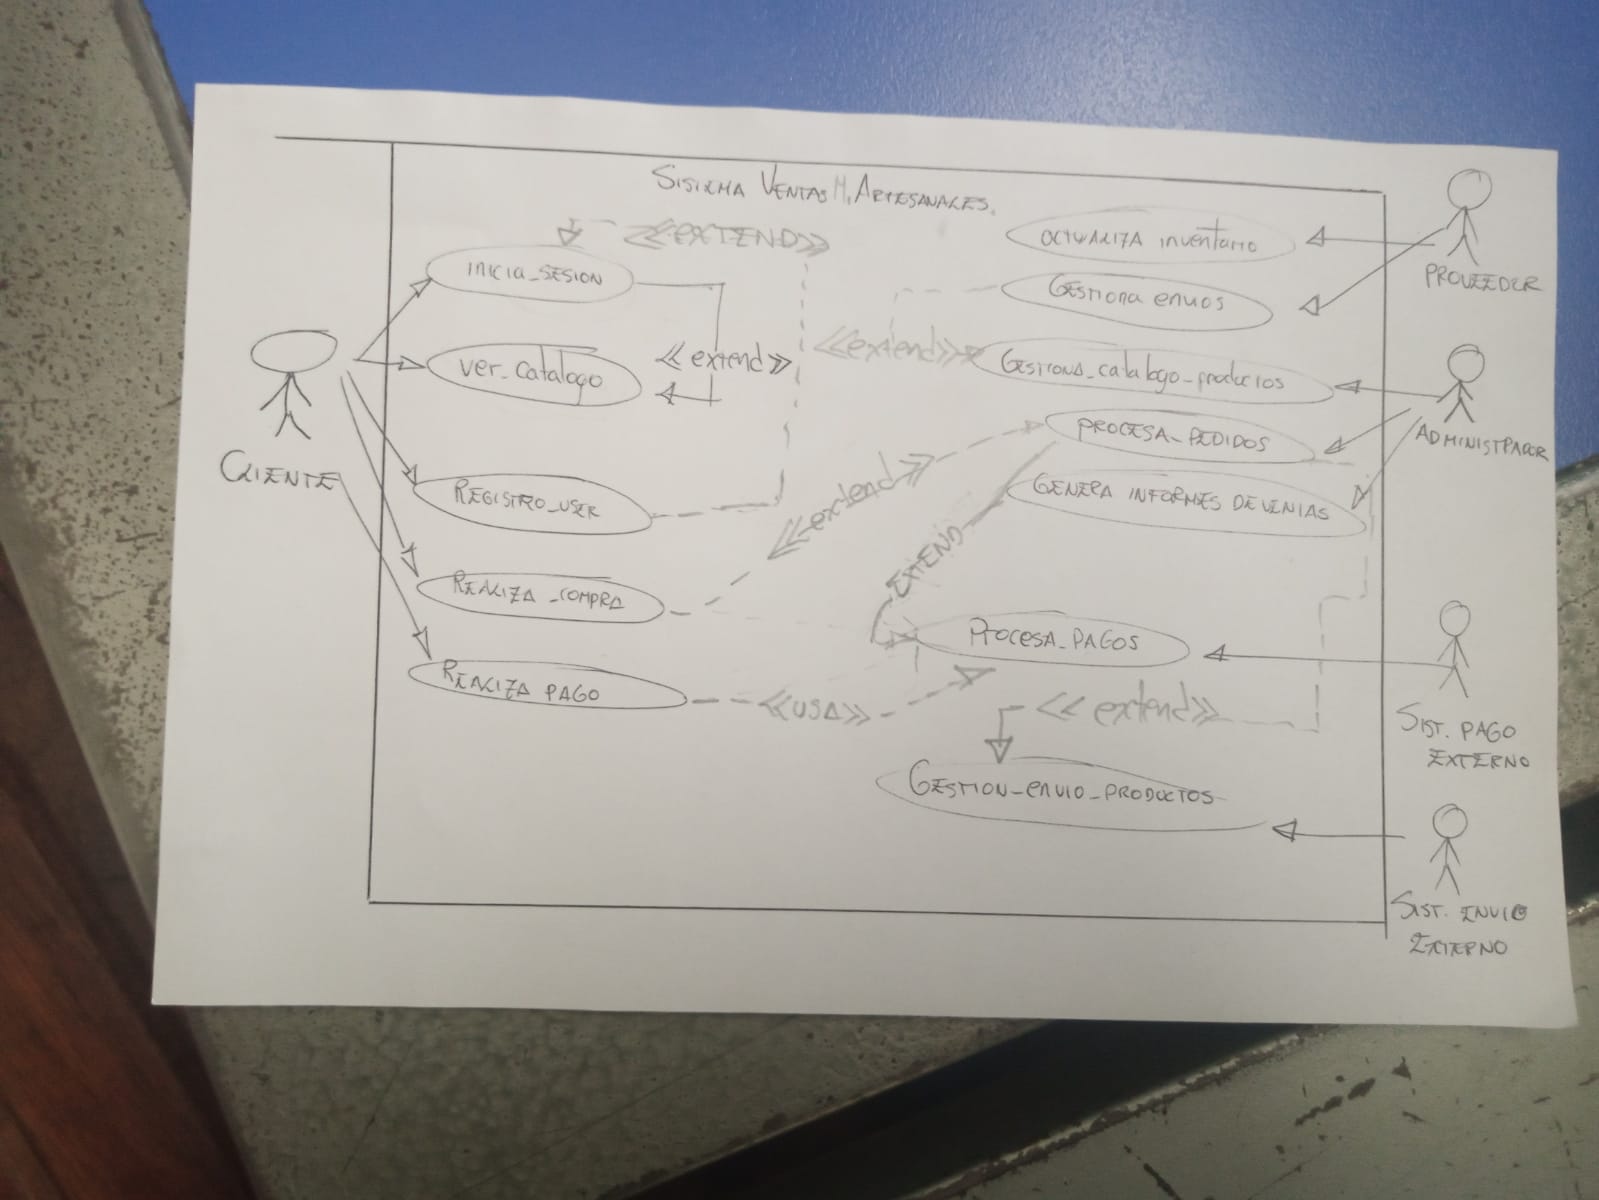 SISTEMA VENTAS M. ARTESANALES.
<<EXTEND>>
INICIA_SESION
VER_CATALOGO
<<extend>>
REGISTRO_USER
REALIZA_COMPRA
REALIZA PAGO
CLIENTE
ACTUALIZA inventario
Gestiona envios
<<extend>>
GESTIONA_catalogo_productos
PROCESA_PEDIDOS
GENERA INFORMES DE VENTAS
<<extend>>
EXTEND
PROCESA_PAGOS
<<USA>>
<<extend>>
GESTION_ENVIO_PRODUCTOS
PROVEEDOR
ADMINISTRADOR
SIST. PAGO
EXTERNO
SIST. ENVIO
EXTERNO